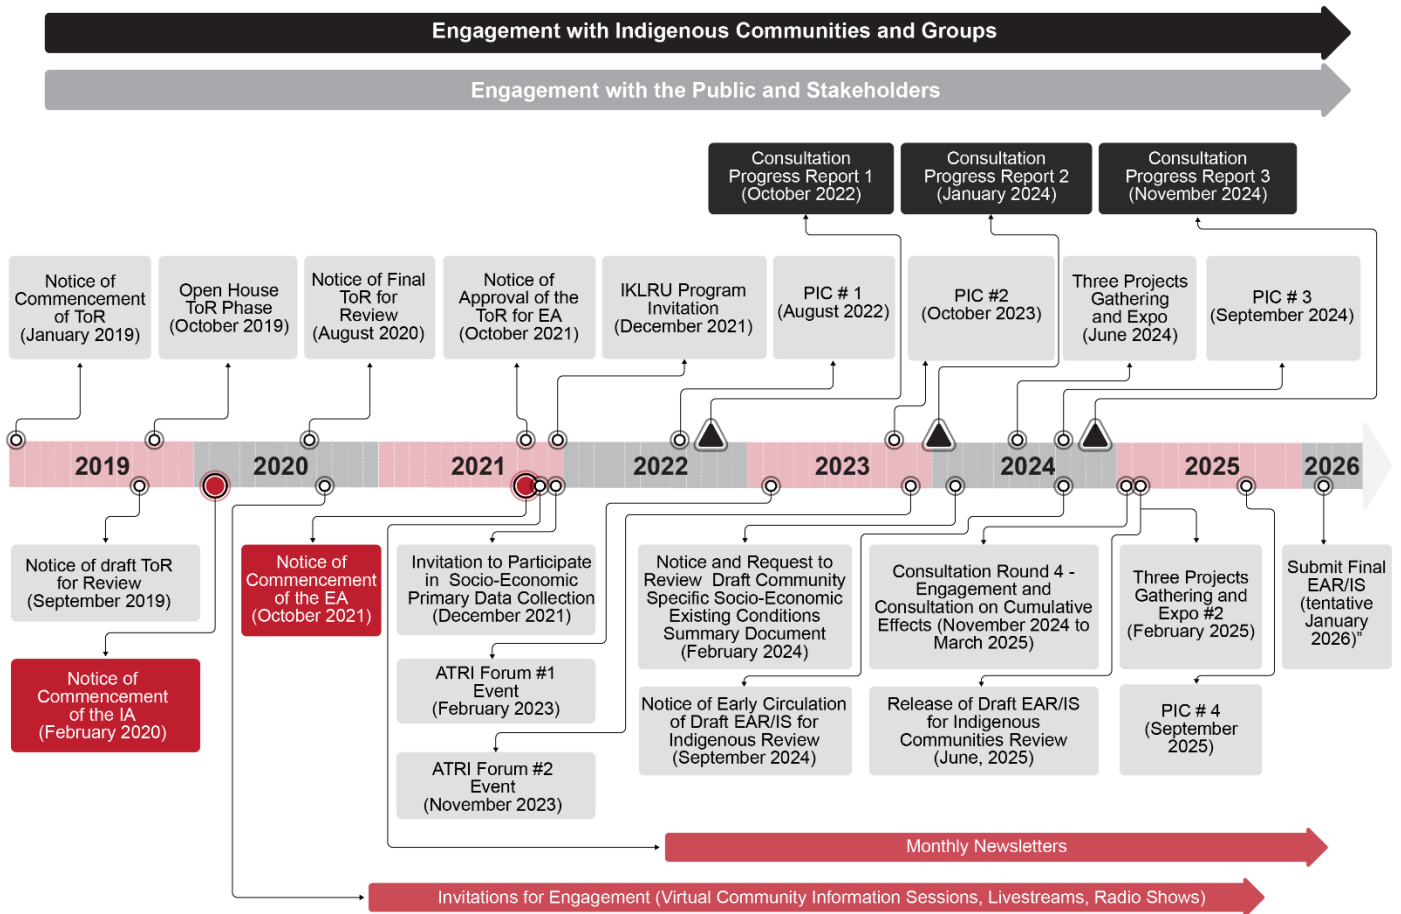 Engagement with Indigenous Communities and Groups
Engagement with the Public and Stakeholders
Consultation
Progress Report 1
(October 2022)
Consultation
Progress Report 2
(January 2024)
Consultation
Progress Report 3
(November 2024)
Notice of
Commencement
of ToR
(January 2019)
Open House
ToR Phase
(October 2019)
Notice of Final
ToR for
Review
(August 2020)
Notice of
Approval of the
ToR for EA
(October 2021)
IKLRU Program
Invitation
(December 2021)
PIC # 1
(August 2022)
PIC #2
(October 2023)
Three Projects
Gathering
and Expo
(June 2024)
PIC # 3
(September 2024)
2019
2020
2021
2022
2023
2024
2025
2026
Notice of draft ToR
for Review
(September 2019)
Notice of
Commencement
of the IA
(February 2020)
Notice of
Commencement
of the EA
(October 2021)
Invitation to Participate
in Socio-Economic
Primary Data Collection
(December 2021)
ATRI Forum #1
Event
(February 2023)
ATRI Forum #2
Event
(November 2023)
Notice and Request to
Review Draft Community
Specific Socio-Economic
Existing Conditions
Summary Document
(February 2024)
Notice of Early Circulation
of Draft EAR/IS for
Indigenous Review
(September 2024)
Consultation Round 4 -
Engagement and
Consultation on Cumulative
Effects (November 2024 to
March 2025)
Release of Draft EAR/IS
for Indigenous
Communities Review
(June, 2025)
Three Projects
Gathering and
Expo #2
(February 2025)
PIC # 4
(September
2025)
Submit Final
EAR/IS
(tentative
January
2026)”
Monthly Newsletters
Invitations for Engagement (Virtual Community Information Sessions, Livestreams, Radio Shows)